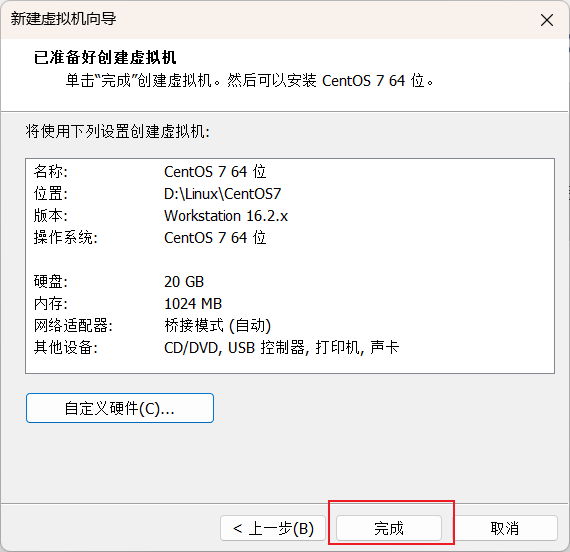 新建虚拟机向导
已准备好创建虚拟机
单击“完成”创建虚拟机。然后可以安装 CentOS 7 64 位。
将使用下列设置创建虚拟机:
名称: CentOS 7 64 位
位置: D:\Linux\CentOS7
版本: Workstation 16.2.x
操作系统: CentOS 7 64 位
硬盘: 20 GB
内存: 1024 MB
网络适配器: 桥接模式 (自动)
其他设备: CD/DVD, USB 控制器, 打印机, 声卡
自定义硬件(C)...
< 上一步(B) 完成 取消